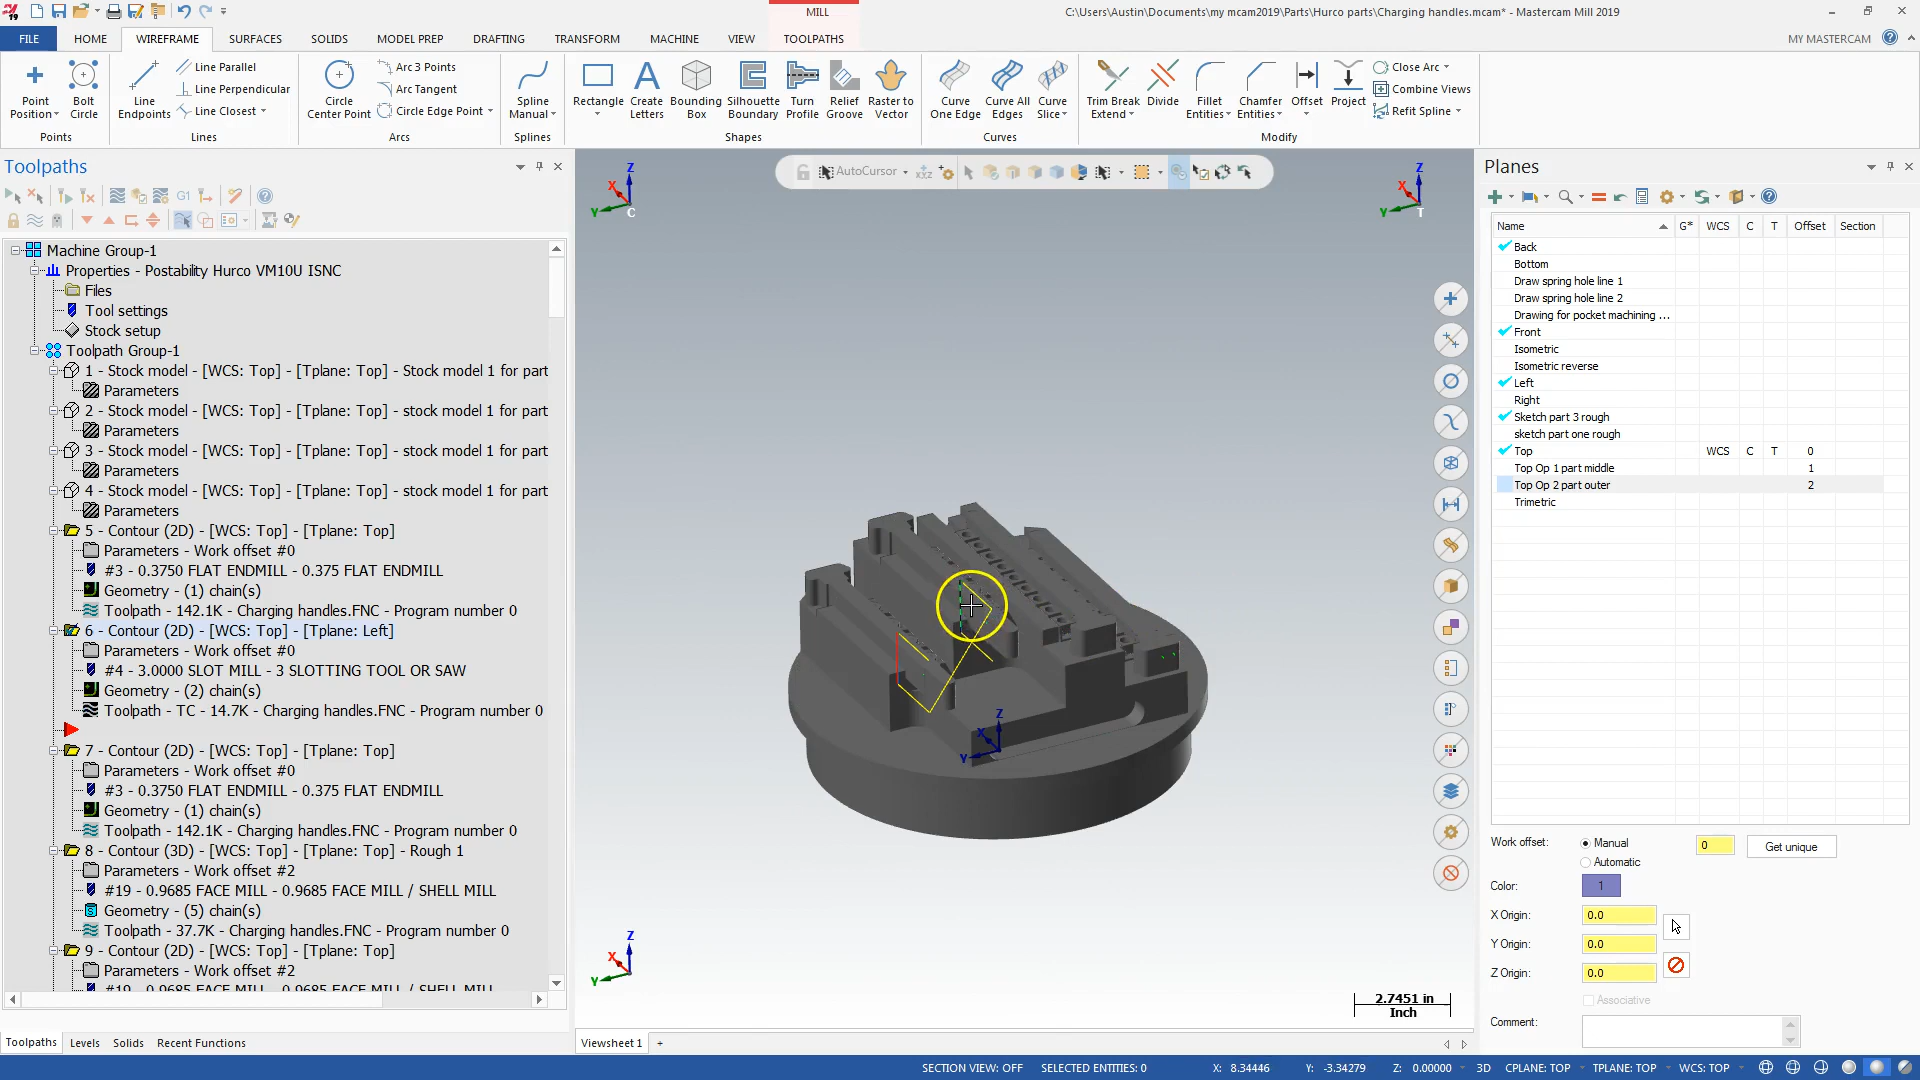 MILL
C:\Users\Austin\Documents\my mcam2019\Parts\Hurco parts\Charging handles.mcam* - Mastercam Mill 2019
FILE HOME WIREFRAME SURFACES SOLIDS MODEL PREP DRAFTING TRANSFORM MACHINE VIEW TOOLPATHS MY MASTERCAM
Point Position
Bolt Circle
Points
Line Endpoints
Line Parallel
Line Perpendicular
Line Closest
Lines
Circle Center Point
Arc 3 Points
Arc Tangent
Circle Edge Point
Arcs
Spline Manual
Splines
Rectangle
Create Letters
Bounding Box
Silhouette Boundary
Turn Profile
Relief Groove
Raster to Vector
Shapes
Curve One Edge
Curve All Edges
Curve Slice
Curves
Trim Break Extend
Divide
Fillet Entities
Chamfer Entities
Offset
Project
Close Arc
Combine Views
Refit Spline
Modify
Toolpaths
G1
Machine Group-1
Properties - Postability Hurco VM10U ISNC
Files
Tool settings
Stock setup
Toolpath Group-1
1 - Stock model - [WCS: Top] - [Tplane: Top] - Stock model 1 for part
Parameters
2 - Stock model - [WCS: Top] - [Tplane: Top] - stock model 1 for part
Parameters
3 - Stock model - [WCS: Top] - [Tplane: Top] - stock model 1 for part
Parameters
4 - Stock model - [WCS: Top] - [Tplane: Top] - stock model 1 for part
Parameters
5 - Contour (2D) - [WCS: Top] - [Tplane: Top]
Parameters - Work offset #0
#3 - 0.3750 FLAT ENDMILL - 0.375 FLAT ENDMILL
Geometry - (1) chain(s)
Toolpath - 142.1K - Charging handles.FNC - Program number 0
6 - Contour (2D) - [WCS: Top] - [Tplane: Left]
Parameters - Work offset #0
#4 - 3.0000 SLOT MILL - 3 SLOTTING TOOL OR SAW
Geometry - (2) chain(s)
Toolpath - TC - 14.7K - Charging handles.FNC - Program number 0
7 - Contour (2D) - [WCS: Top] - [Tplane: Top]
Parameters - Work offset #0
#3 - 0.3750 FLAT ENDMILL - 0.375 FLAT ENDMILL
Geometry - (1) chain(s)
Toolpath - 142.1K - Charging handles.FNC - Program number 0
8 - Contour (3D) - [WCS: Top] - [Tplane: Top] - Rough 1
Parameters - Work offset #2
#19 - 0.9685 FACE MILL - 0.9685 FACE MILL / SHELL MILL
Geometry - (5) chain(s)
Toolpath - 37.7K - Charging handles.FNC - Program number 0
9 - Contour (2D) - [WCS: Top] - [Tplane: Top]
Parameters - Work offset #2
#19 - 0.9685 FACE MILL - 0.9685 FACE MILL / SHELL MILL
Toolpaths Levels Solids Recent Functions
AutoCursor
Z X Y C
Z X Y T
Z X Y
Z X Y
2.7451 in
Inch
Viewsheet 1 +
Planes
Name G* WCS C T Offset Section
Back
Bottom
Draw spring hole line 1
Draw spring hole line 2
Drawing for pocket machining ...
Front
Isometric
Isometric reverse
Left
Right
Sketch part 3 rough
sketch part one rough
Top WCS C T 0
Top Op 1 part middle 1
Top Op 2 part outer 2
Trimetric
Work offset: Manual 0 Get unique
Automatic
Color: 1
X Origin: 0.0
Y Origin: 0.0
Z Origin: 0.0
Associative
Comment:
SECTION VIEW: OFF SELECTED ENTITIES: 0 X: 8.34446 Y: -3.34279 Z: 0.00000 3D CPLANE: TOP TPLANE: TOP WCS: TOP